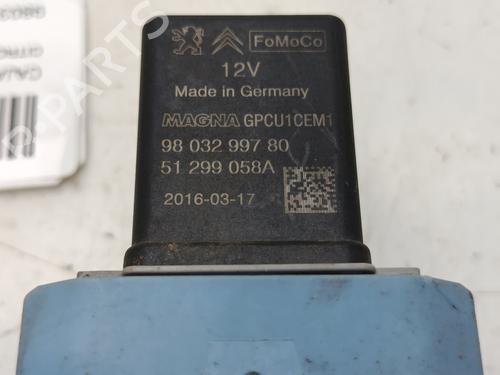 FoMoCo
12V
Made in Germany
MAGNA GPCU1CEM1
98 032 997 80
51 299 058A
2016-03-17